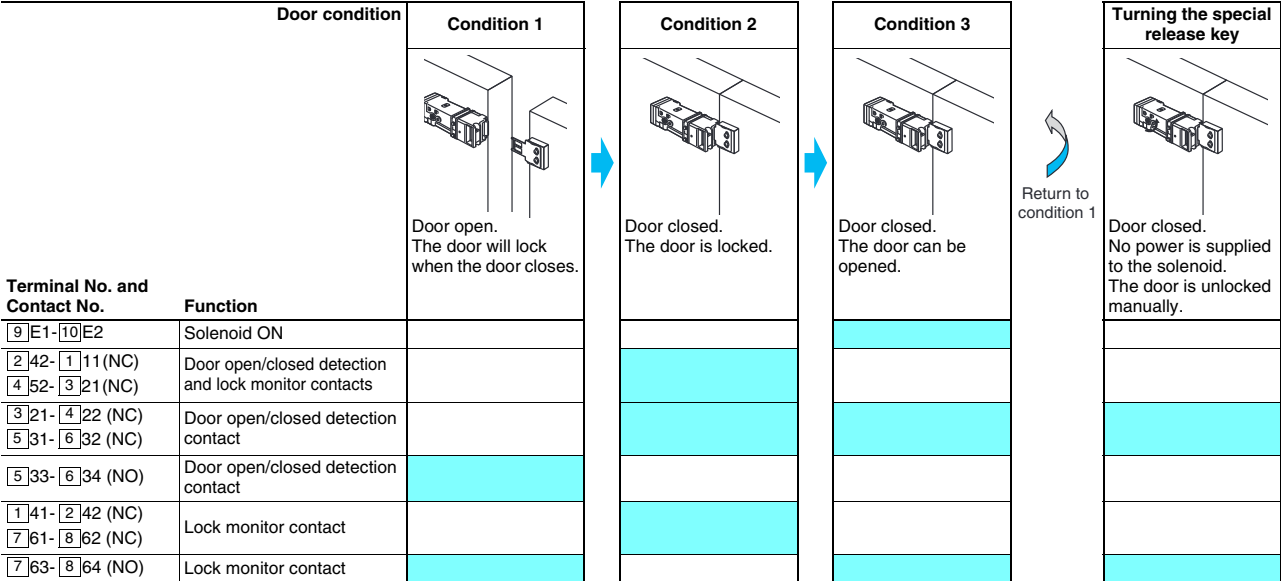 Door condition
Condition 1
Condition 2
Condition 3
Turning the special
release key
Door open.
The door will lock
when the door closes.
Door closed.
The door is locked.
Door closed.
The door can be
opened.
Return to
condition 1
Door closed.
No power is supplied
to the solenoid.
The door is unlocked
manually.
Terminal No. and
Contact No.
Function
9 E1- 10 E2
Solenoid ON
2 42- 1 11(NC)
4 52- 3 21(NC)
Door open/closed detection
and lock monitor contacts
3 21- 4 22 (NC)
5 31- 6 32 (NC)
Door open/closed detection
contact
5 33- 6 34 (NO)
Door open/closed detection
contact
1 41- 2 42 (NC)
7 61- 8 62 (NC)
Lock monitor contact
7 63- 8 64 (NO)
Lock monitor contact